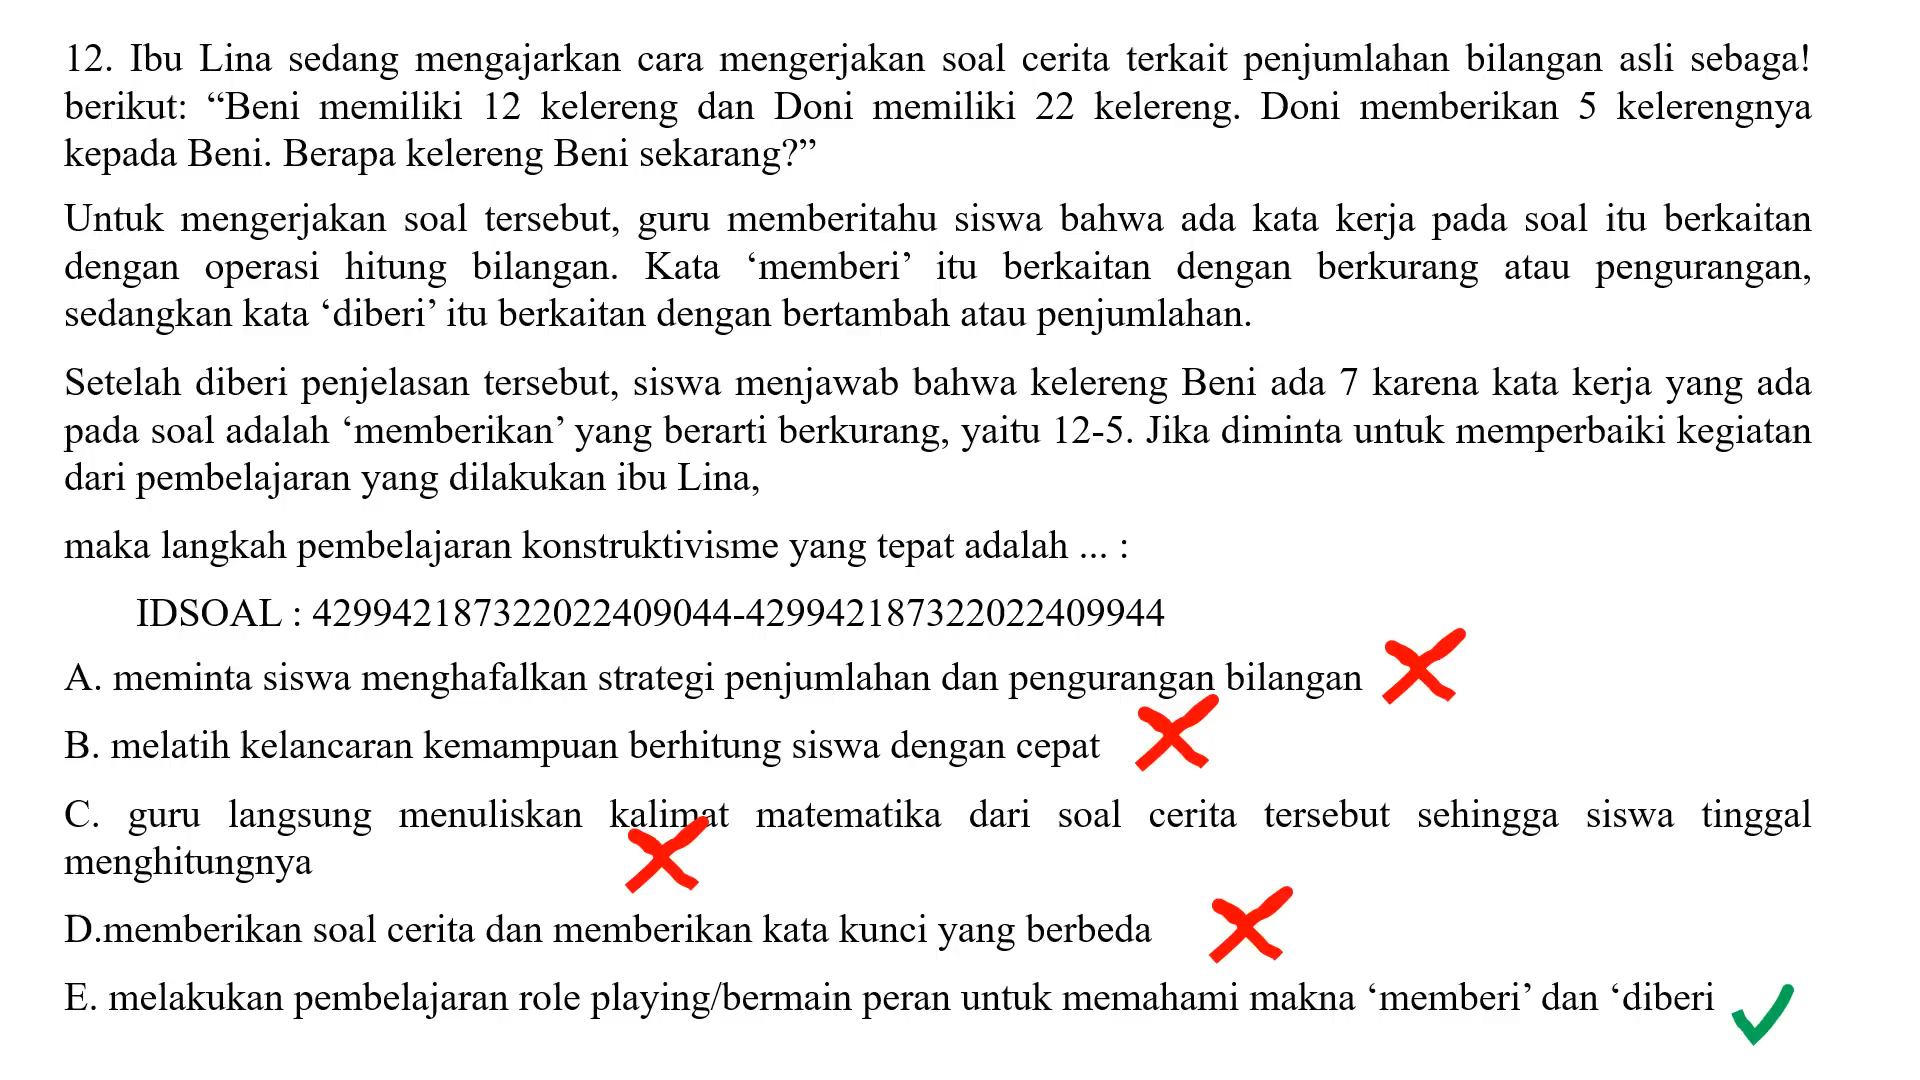 12. Ibu Lina sedang mengajarkan cara mengerjakan soal cerita terkait penjumlahan bilangan asli sebaga!
berikut: “Beni memiliki 12 kelereng dan Doni memiliki 22 kelereng. Doni memberikan 5 kelerengnya
kepada Beni. Berapa kelereng Beni sekarang?”
Untuk mengerjakan soal tersebut, guru memberitahu siswa bahwa ada kata kerja pada soal itu berkaitan
dengan operasi hitung bilangan. Kata ‘memberi’ itu berkaitan dengan berkurang atau pengurangan,
sedangkan kata ‘diberi’ itu berkaitan dengan bertambah atau penjumlahan.
Setelah diberi penjelasan tersebut, siswa menjawab bahwa kelereng Beni ada 7 karena kata kerja yang ada
pada soal adalah ‘memberikan’ yang berarti berkurang, yaitu 12-5. Jika diminta untuk memperbaiki kegiatan
dari pembelajaran yang dilakukan ibu Lina,
maka langkah pembelajaran konstruktivisme yang tepat adalah ... :
IDSOAL : 429942187322022409044-429942187322022409944
A. meminta siswa menghafalkan strategi penjumlahan dan pengurangan bilangan
B. melatih kelancaran kemampuan berhitung siswa dengan cepat
C. guru langsung menuliskan kalimat matematika dari soal cerita tersebut sehingga siswa tinggal
menghitungnya
D.memberikan soal cerita dan memberikan kata kunci yang berbeda
E. melakukan pembelajaran role playing/bermain peran untuk memahami makna ‘memberi’ dan ‘diberi